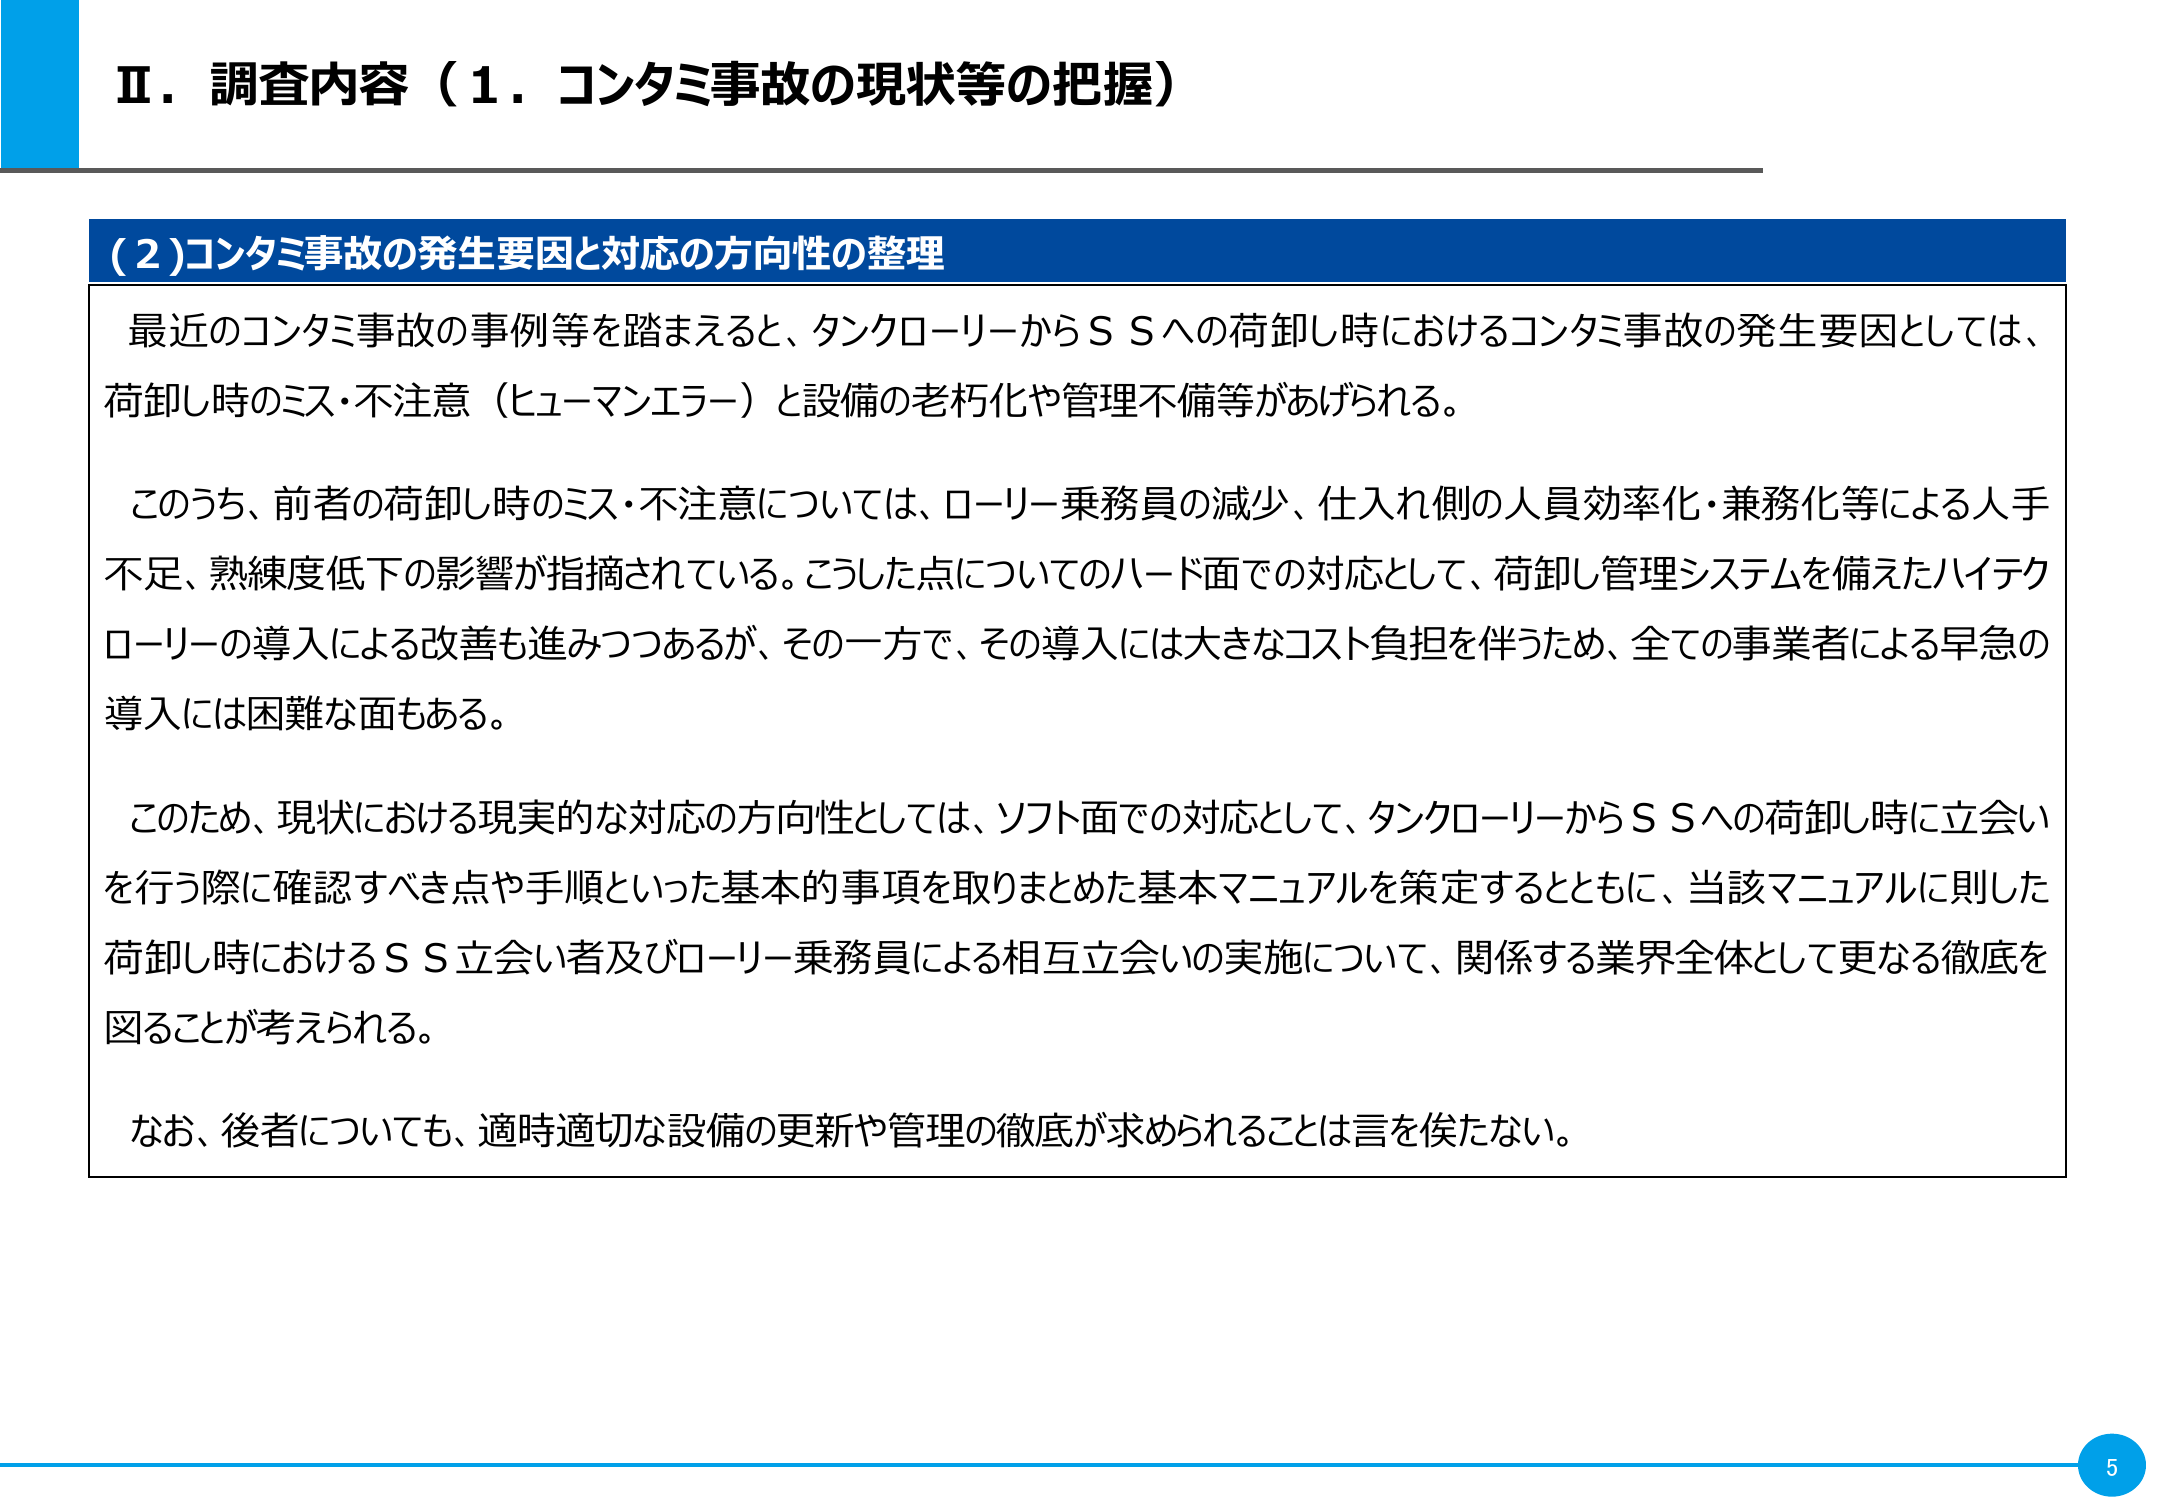 Ⅱ．調査内容（１．コンタミ事故の現状等の把握）
(２)コンタミ事故の発生要因と対応の方向性の整理
最近のコンタミ事故の事例等を踏まえると、タンクローリーからＳＳへの荷卸し時におけるコンタミ事故の発生要因としては、
荷卸し時のミス・不注意（ヒューマンエラー）と設備の老朽化や管理不備等があげられる。
このうち、前者の荷卸し時のミス・不注意については、ローリー乗務員の減少、仕入れ側の人員効率化・兼務化等による人手
不足、熟練度低下の影響が指摘されている。こうした点についてのハード面での対応として、荷卸し管理システムを備えたハイテク
ローリーの導入による改善も進みつつあるが、その一方で、その導入には大きなコスト負担を伴うため、全ての事業者による早急の
導入には困難な面もある。
このため、現状における現実的な対応の方向性としては、ソフト面での対応として、タンクローリーからＳＳへの荷卸し時に立会い
を行う際に確認すべき点や手順といった基本的事項を取りまとめた基本マニュアルを策定するとともに、当該マニュアルに則した
荷卸し時におけるＳＳ立会い者及びローリー乗務員による相互立会いの実施について、関係する業界全体として更なる徹底を
図ることが考えられる。
なお、後者についても、適時適切な設備の更新や管理の徹底が求められることは言を俟たない。
5